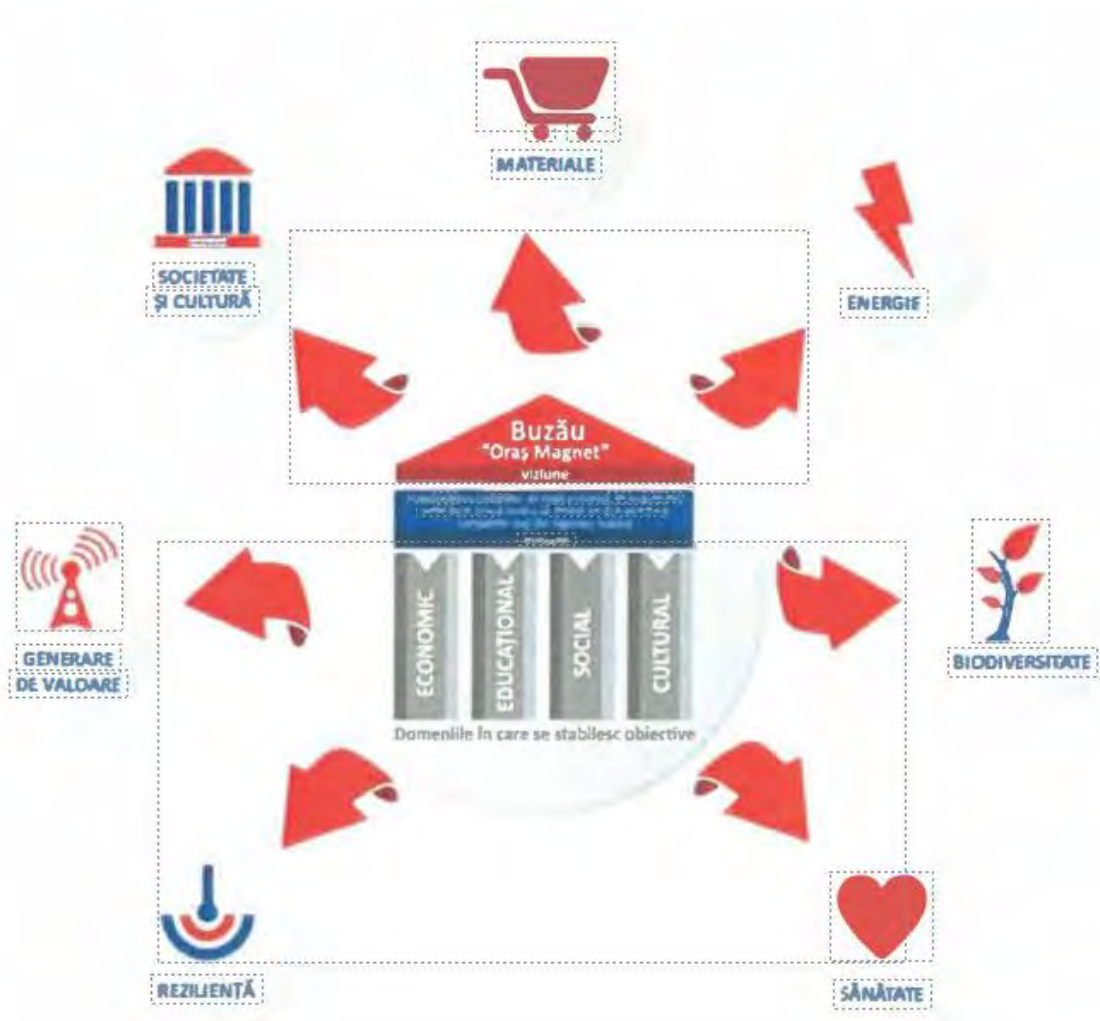 MATERIALE
SOCIETATE
ȘI CULTURĂ
ENERGIE
Buzău
"Oraș Magnet"
viziune
GENERARE
DE VALOARE
BIODIVERSITATE
ECONOMIC
EDUCAȚIONAL
SOCIAL
CULTURAL
Domeniile în care se stabilesc obiective
REZILIENȚĂ
SĂNĂTATE